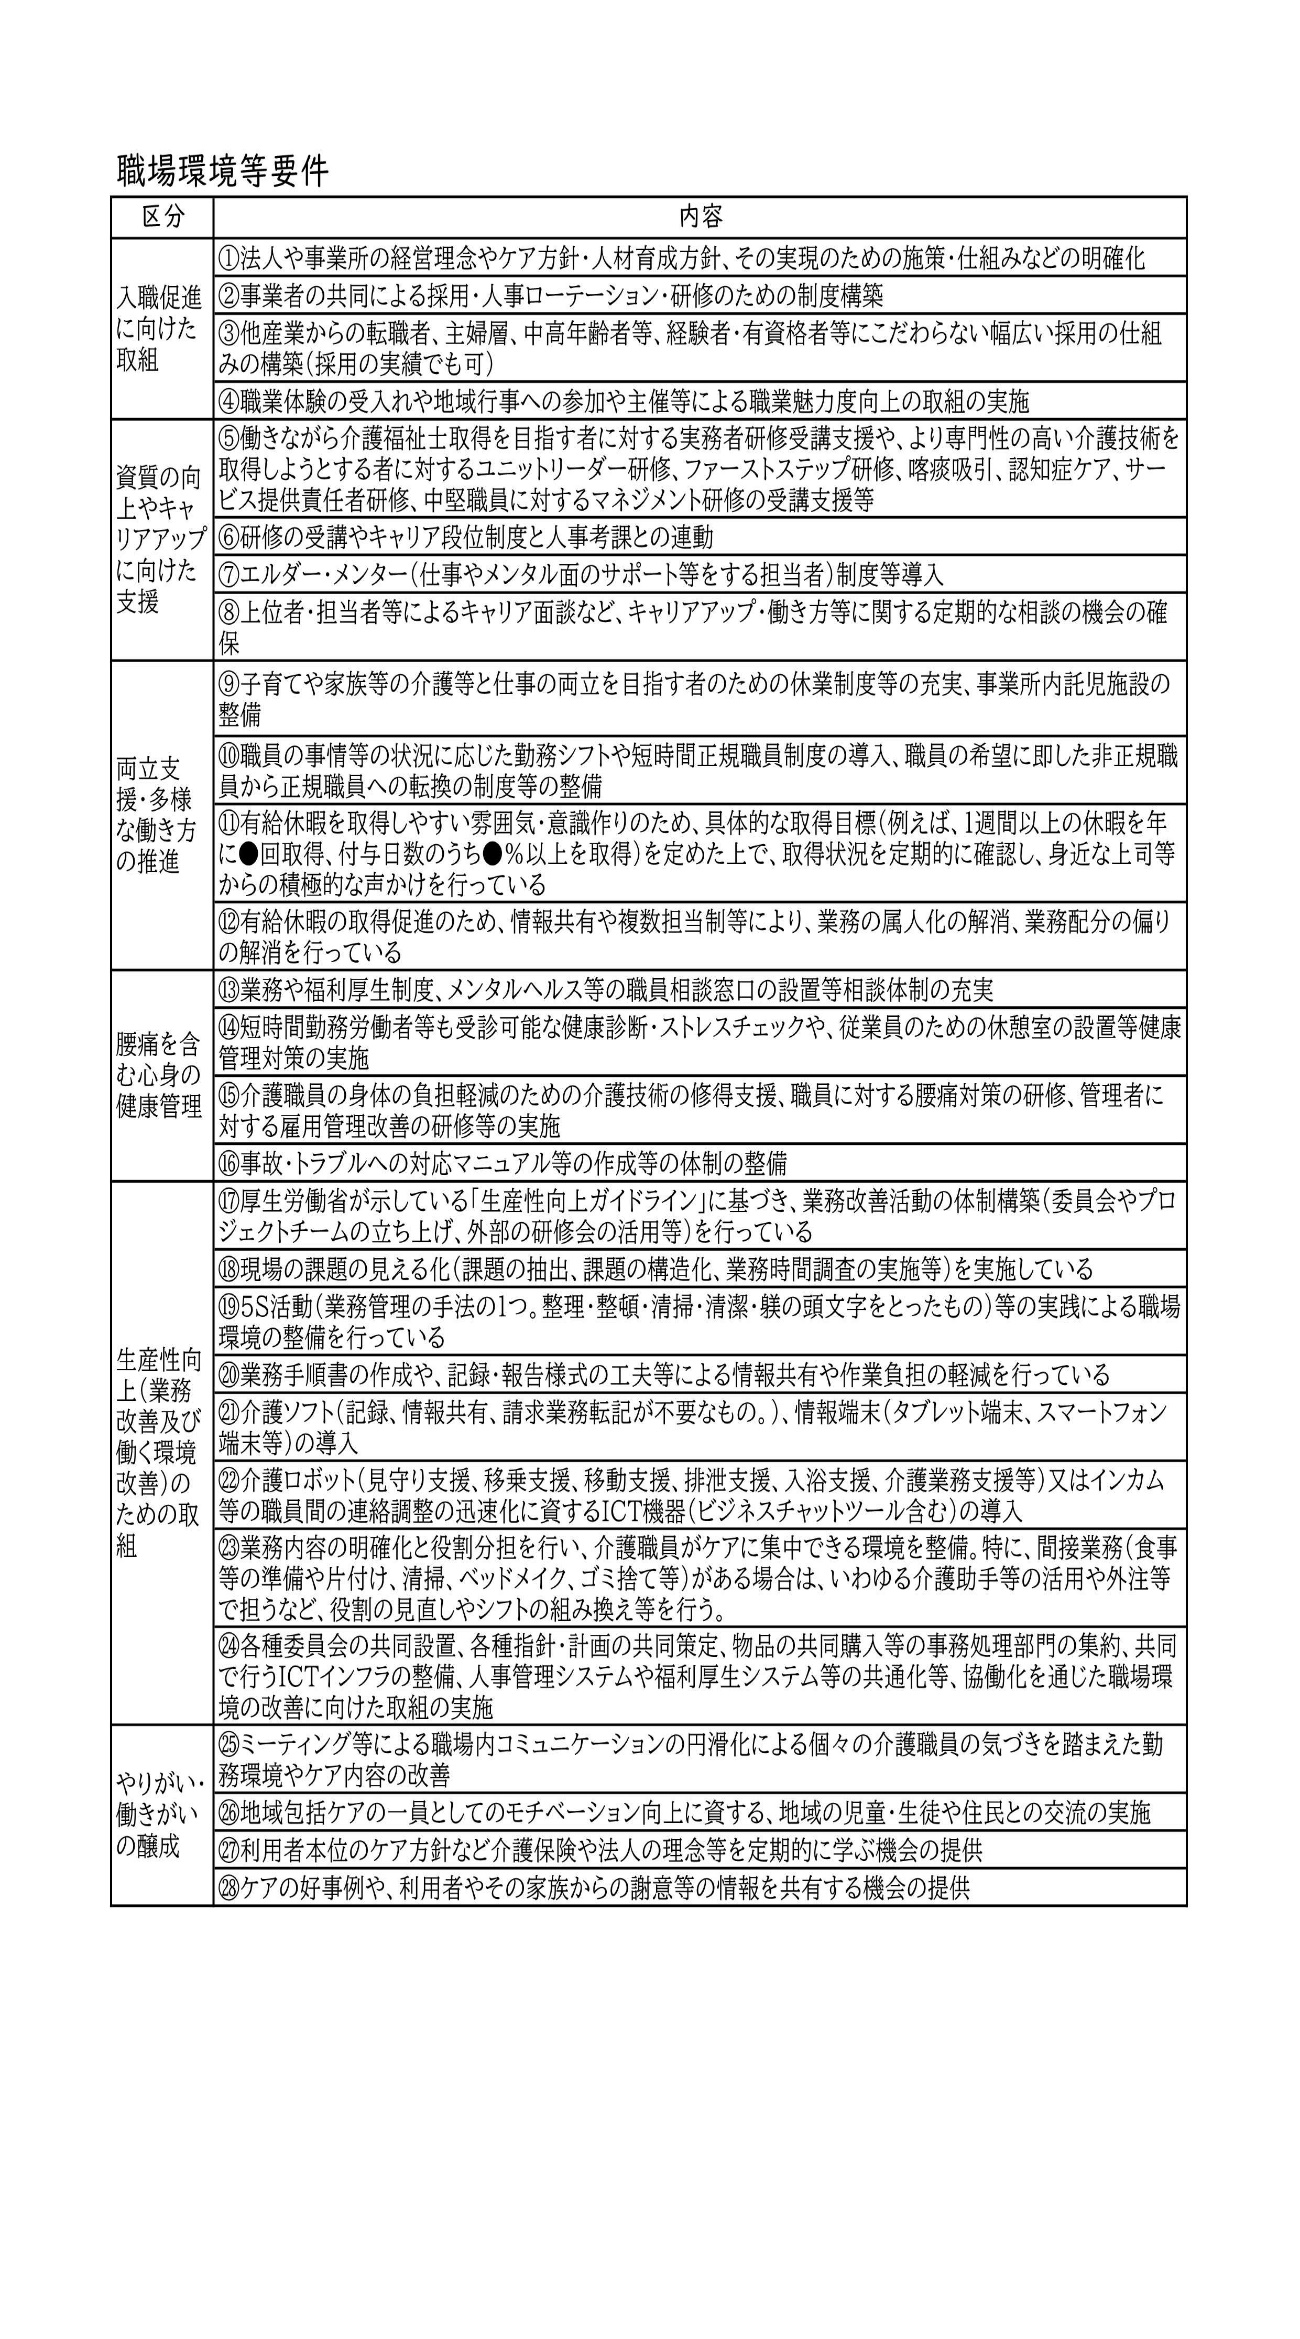 職場環境等要件
区分
内容
入職促進
に向けた
取組
①法人や事業所の経営理念やケア方針・人材育成方針、その実現のための施策・仕組みなどの明確化
②事業者の共同による採用・人事ローテーション・研修のための制度構築
③他産業からの転職者、主婦層、中高年齢者等、経験者・有資格者等にこだわらない幅広い採用の仕組
みの構築(採用の実績でも可)
④職業体験の受入れや地域行事への参加や主催等による職業魅力度向上の取組の実施
資質の向
上やキャ
リアアップ
に向けた
支援
⑤働きながら介護福祉士取得を目指す者に対する実務者研修受講支援や、より専門性の高い介護技術を
取得しようとする者に対するユニットリーダー研修、ファーストステップ研修、喀痰吸引、認知症ケア、サー
ビス提供責任者研修、中堅職員に対するマネジメント研修の受講支援等
⑥研修の受講やキャリア段位制度と人事考課との連動
⑦エルダー・メンター(仕事やメンタル面のサポート等をする担当者)制度等導入
⑧上位者・担当者等によるキャリア面談など、キャリアアップ・働き方等に関する定期的な相談の機会の確
保
両立支
援・多様
な働き方
の推進
⑨子育てや家族等の介護等と仕事の両立を目指す者のための休業制度等の充実、事業所内託児施設の
整備
⑩職員の事情等の状況に応じた勤務シフトや短時間正規職員制度の導入、職員の希望に即した非正規職
員から正規職員への転換の制度等の整備
⑪有給休暇を取得しやすい雰囲気・意識作りのため、具体的な取得目標(例えば、1週間以上の休暇を年
に●回取得、付与日数のうち●％以上を取得)を定めた上で、取得状況を定期的に確認し、身近な上司等
からの積極的な声かけを行っている
⑫有給休暇の取得促進のため、情報共有や複数担当制等により、業務の属人化の解消、業務配分の偏り
の解消を行っている
腰痛を含
む心身の
健康管理
⑬業務や福利厚生制度、メンタルヘルス等の職員相談窓口の設置等相談体制の充実
⑭短時間勤務労働者等も受診可能な健康診断・ストレスチェックや、従業員のための休憩室の設置等健康
管理対策の実施
⑮介護職員の身体の負担軽減のための介護技術の修得支援、職員に対する腰痛対策の研修、管理者に
対する雇用管理改善の研修等の実施
⑯事故・トラブルへの対応マニュアル等の作成等の体制の整備
生産性向
上(業務
改善及び
働く環境
改善)の
ための取
組
⑰厚生労働省が示している「生産性向上ガイドライン」に基づき、業務改善活動の体制構築(委員会やプロ
ジェクトチームの立ち上げ、外部の研修会の活用等)を行っている
⑱現場の課題の見える化(課題の抽出、課題の構造化、業務時間調査の実施等)を実施している
⑲5S活動(業務管理の手法の1つ。整理・整頓・清掃・清潔・躾の頭文字をとったもの)等の実践による職場
環境の整備を行っている
⑳業務手順書の作成や、記録・報告様式の工夫等による情報共有や作業負担の軽減を行っている
㉑介護ソフト(記録、情報共有、請求業務転記が不要なもの。)、情報端末(タブレット端末、スマートフォン
端末等)の導入
㉒介護ロボット(見守り支援、移乗支援、移動支援、排泄支援、入浴支援、介護業務支援等)又はインカム
等の職員間の連絡調整の迅速化に資するICT機器(ビジネスチャットツール含む)の導入
㉓業務内容の明確化と役割分担を行い、介護職員がケアに集中できる環境を整備。特に、間接業務(食事
等の準備や片付け、清掃、ベッドメイク、ゴミ捨て等)がある場合は、いわゆる介護助手等の活用や外注等
で担うなど、役割の見直しやシフトの組み換え等を行う。
㉔各種委員会の共同設置、各種指針・計画の共同策定、物品の共同購入等の事務処理部門の集約、共同
で行うICTインフラの整備、人事管理システムや福利厚生システム等の共通化等、協働化を通じた職場環
境の改善に向けた取組の実施
やりがい・
働きがい
の醸成
㉕ミーティング等による職場内コミュニケーションの円滑化による個々の介護職員の気づきを踏まえた勤
務環境やケア内容の改善
㉖地域包括ケアの一員としてのモチベーション向上に資する、地域の児童・生徒や住民との交流の実施
㉗利用者本位のケア方針など介護保険や法人の理念等を定期的に学ぶ機会の提供
㉘ケアの好事例や、利用者やその家族からの謝意等の情報を共有する機会の提供